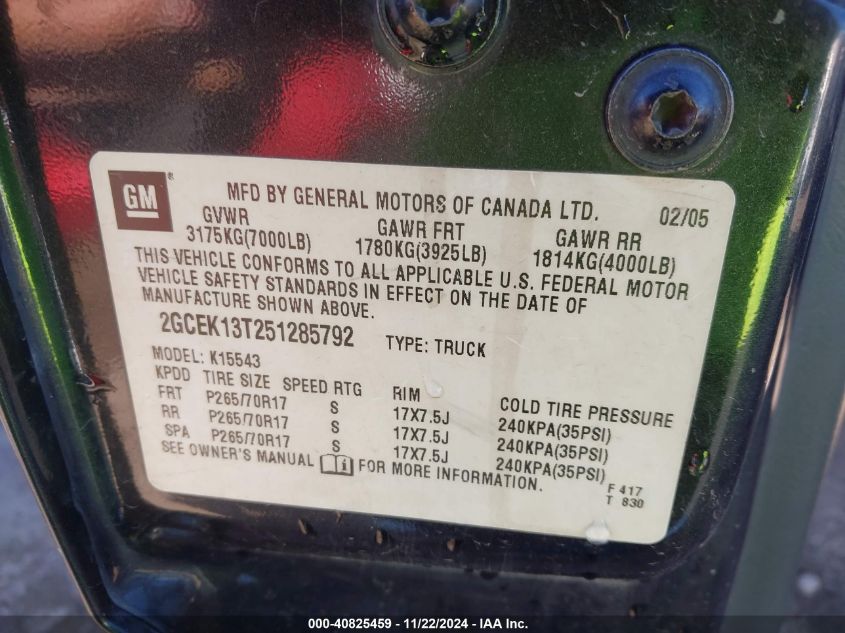 GM ®
MFD BY GENERAL MOTORS OF CANADA LTD. 02/05
GVWR GAWR FRT GAWR RR
3175KG(7000LB) 1780KG(3925LB) 1814KG(4000LB)
THIS VEHICLE CONFORMS TO ALL APPLICABLE U.S. FEDERAL MOTOR
VEHICLE SAFETY STANDARDS IN EFFECT ON THE DATE OF
MANUFACTURE SHOWN ABOVE.
2GCEK13T251285792 TYPE: TRUCK
MODEL: K15543
KPDD TIRE SIZE SPEED RTG RIM COLD TIRE PRESSURE
FRT P265/70R17 S 17X7.5J 240KPA(35PSI)
RR P265/70R17 S 17X7.5J 240KPA(35PSI)
SPA P265/70R17 S 17X7.5J 240KPA(35PSI)
SEE OWNER'S MANUAL FOR MORE INFORMATION.
F 417
T 830
000-40825459 - 11/22/2024 - IAA Inc.